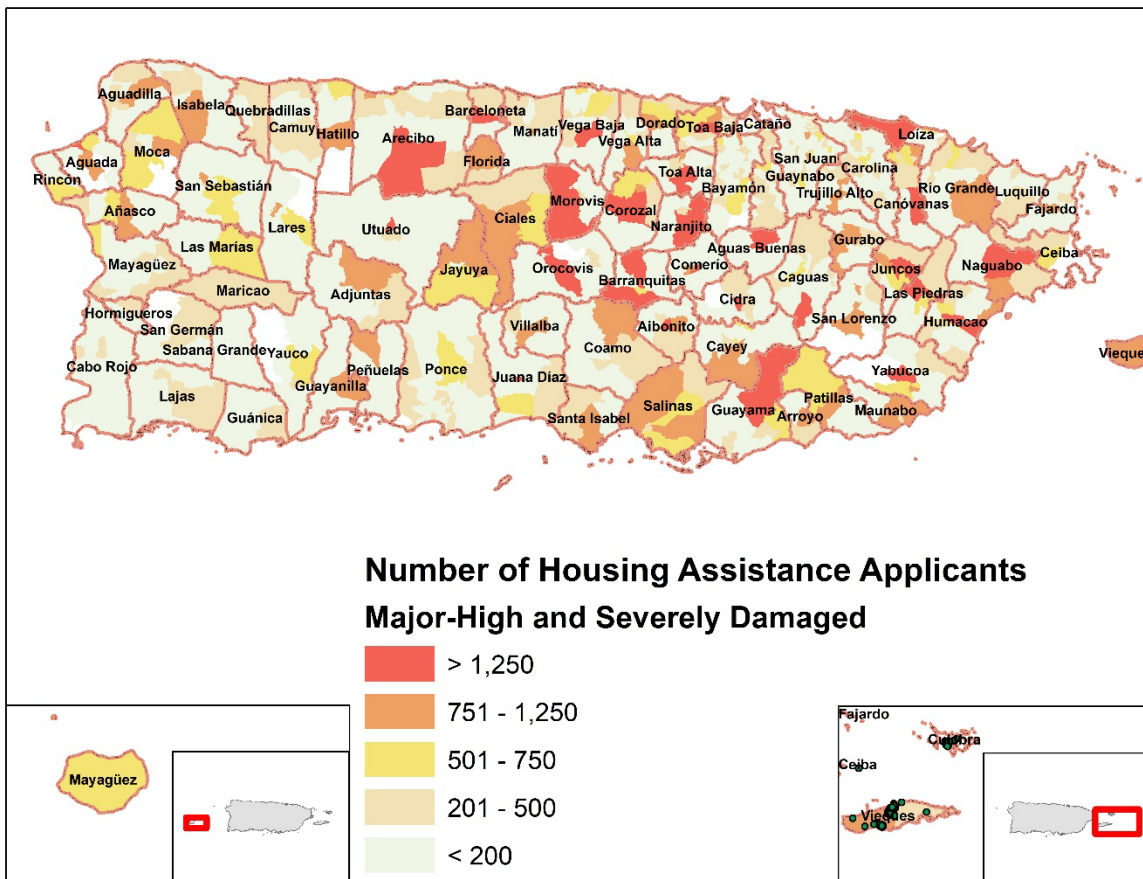 Aguadilla
Isabela
Quebradillas
Camuy
Hatillo
Arecibo
Barceloneta
Manatí
Vega Baja
Vega Alta
Dorado
Toa Baja
Cataño
Loíza
Aguada
Moca
Rincón
San Sebastián
Florida
Toa Alta
Bayamón
San Juan
Guaynabo
Carolina
Trujillo Alto
Canóvanas
Río Grande
Luquillo
Fajardo
Añasco
Lares
Utuado
Ciales
Morovis
Corozal
Naranjito
Las Marías
Mayagüez
Maricao
Adjuntas
Jayuya
Orocovis
Barranquitas
Comerío
Aguas Buenas
Gurabo
Caguas
Juncos
Naguabo
Ceiba
Las Piedras
Cidra
San Lorenzo
Humacao
Hormigueros
San Germán
Sabana Grande
Yauco
Villalba
Aibonito
Coamo
Cayey
Cabo Rojo
Guayanilla
Peñuelas
Ponce
Juana Díaz
Yabucoa
Vieque
Lajas
Guánica
Santa Isabel
Salinas
Guayama
Arroyo
Patillas
Maunabo
Number of Housing Assistance Applicants
Major-High and Severely Damaged
> 1,250
751 - 1,250
501 - 750
201 - 500
< 200
Mayagüez
Fajardo
Culebra
Ceiba
Vieques